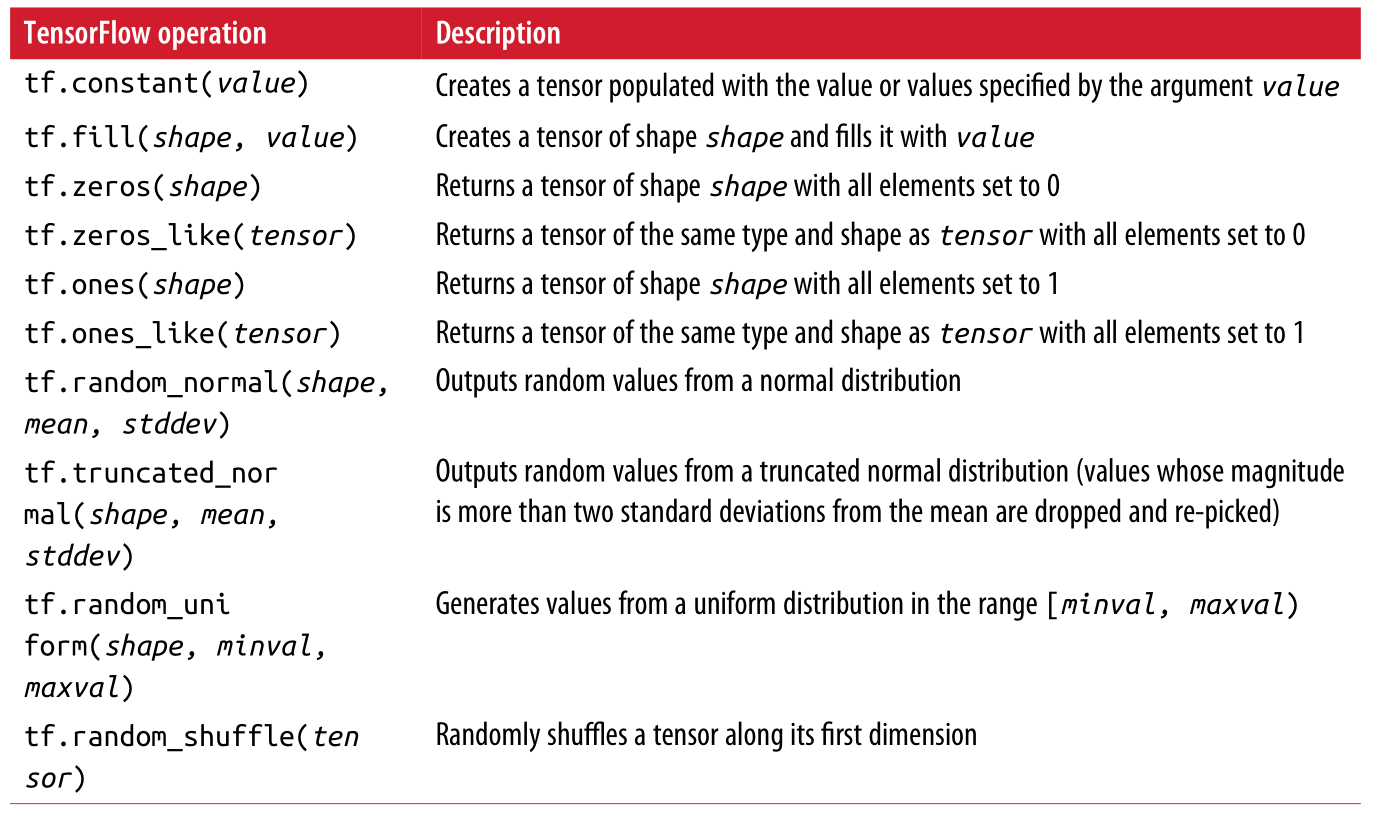 TensorFlow operation Description
tf.constant(value) Creates a tensor populated with the value or values specified by the argument value
tf.fill(shape, value) Creates a tensor of shape shape and fills it with value
tf.zeros(shape) Returns a tensor of shape shape with all elements set to 0
tf.zeros_like(tensor) Returns a tensor of the same type and shape as tensor with all elements set to 0
tf.ones(shape) Returns a tensor of shape shape with all elements set to 1
tf.ones_like(tensor) Returns a tensor of the same type and shape as tensor with all elements set to 1
tf.random_normal(shape, Outputs random values from a normal distribution
mean, stddev)
tf.truncated_nor Outputs random values from a truncated normal distribution (values whose magnitude
mal(shape, mean, is more than two standard deviations from the mean are dropped and re-picked)
stddev)
tf.random_uni Generates values from a uniform distribution in the range [minval, maxval)
form(shape, minval,
maxval)
tf.random_shuffle(ten Randomly shuffles a tensor along its first dimension
sor)